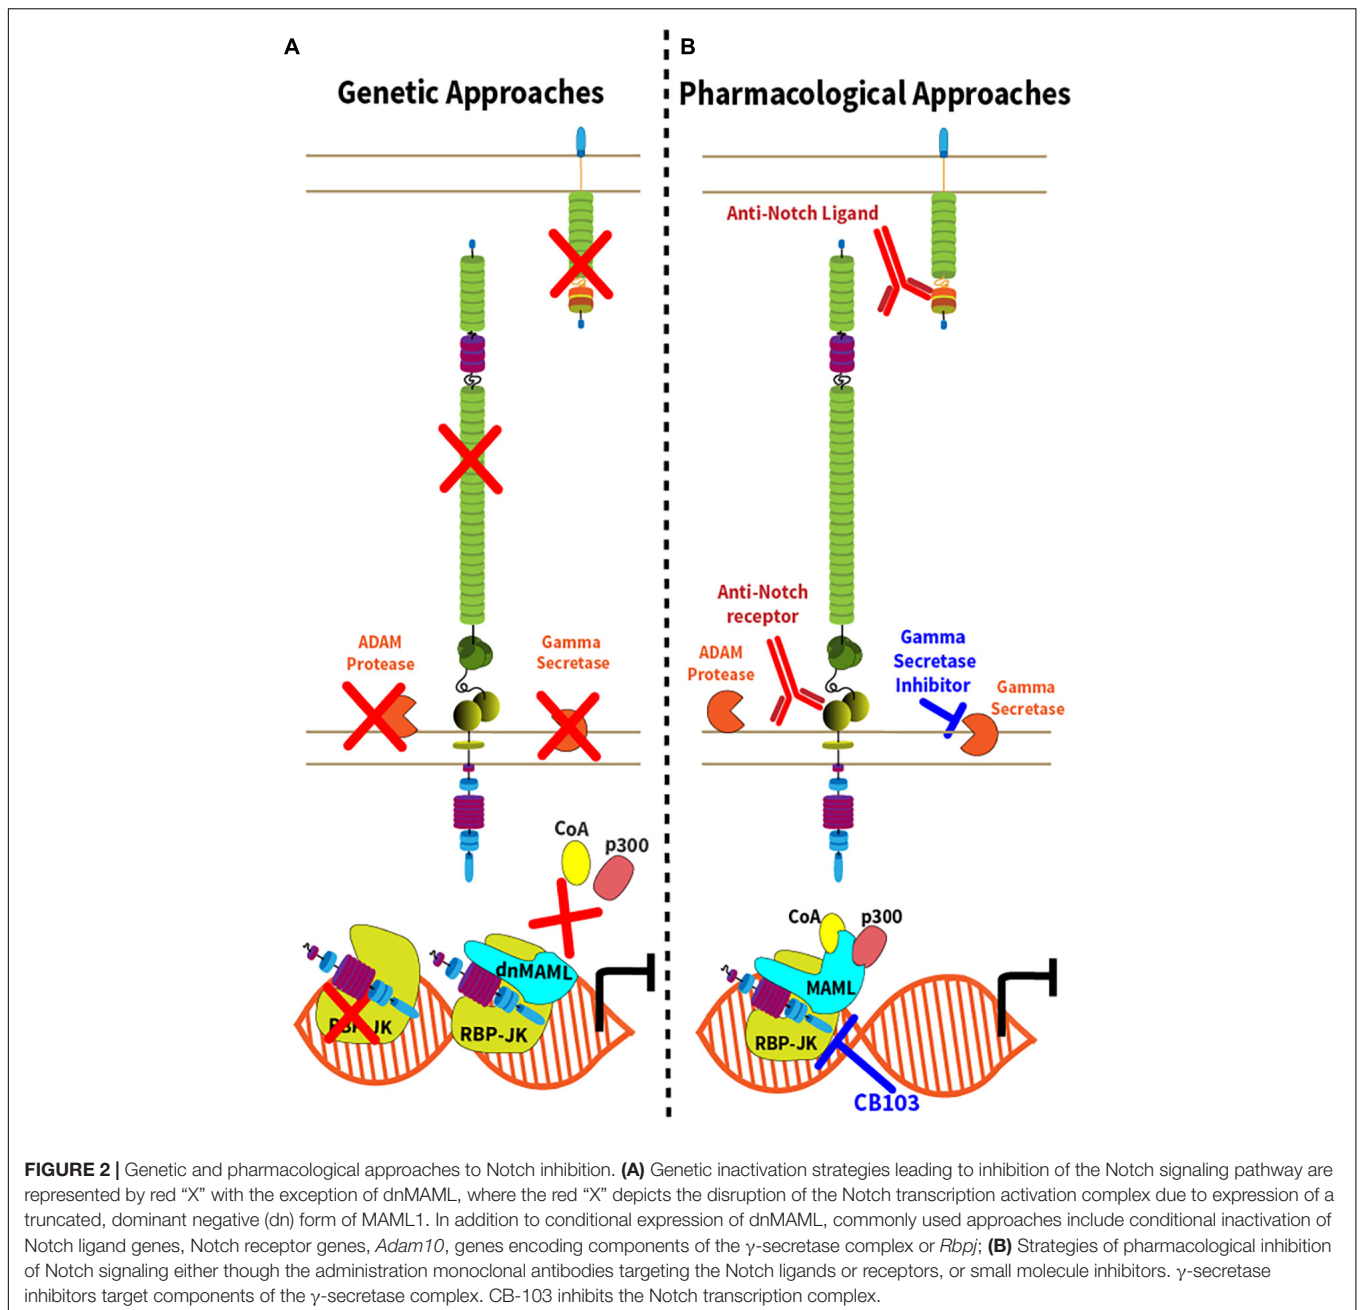 A
Genetic Approaches
ADAM
Protease
Gamma
Secretase
CoA
p300
dnMAML
RBP-JK
RBP-JK
B
Pharmacological Approaches
Anti-Notch Ligand
Anti-Notch
receptor
ADAM
Protease
Gamma
Secretase
Inhibitor
Gamma
Secretase
CoA
p300
MAML
RBP-JK
CB103
FIGURE 2 | Genetic and pharmacological approaches to Notch inhibition. (A) Genetic inactivation strategies leading to inhibition of the Notch signaling pathway are
represented by red “X” with the exception of dnMAML, where the red “X” depicts the disruption of the Notch transcription activation complex due to expression of a
truncated, dominant negative (dn) form of MAML1. In addition to conditional expression of dnMAML, commonly used approaches include conditional inactivation of
Notch ligand genes, Notch receptor genes, Adam10, genes encoding components of the γ-secretase complex or Rbpj; (B) Strategies of pharmacological inhibition
of Notch signaling either though the administration monoclonal antibodies targeting the Notch ligands or receptors, or small molecule inhibitors. γ-secretase
inhibitors target components of the γ-secretase complex. CB-103 inhibits the Notch transcription complex.